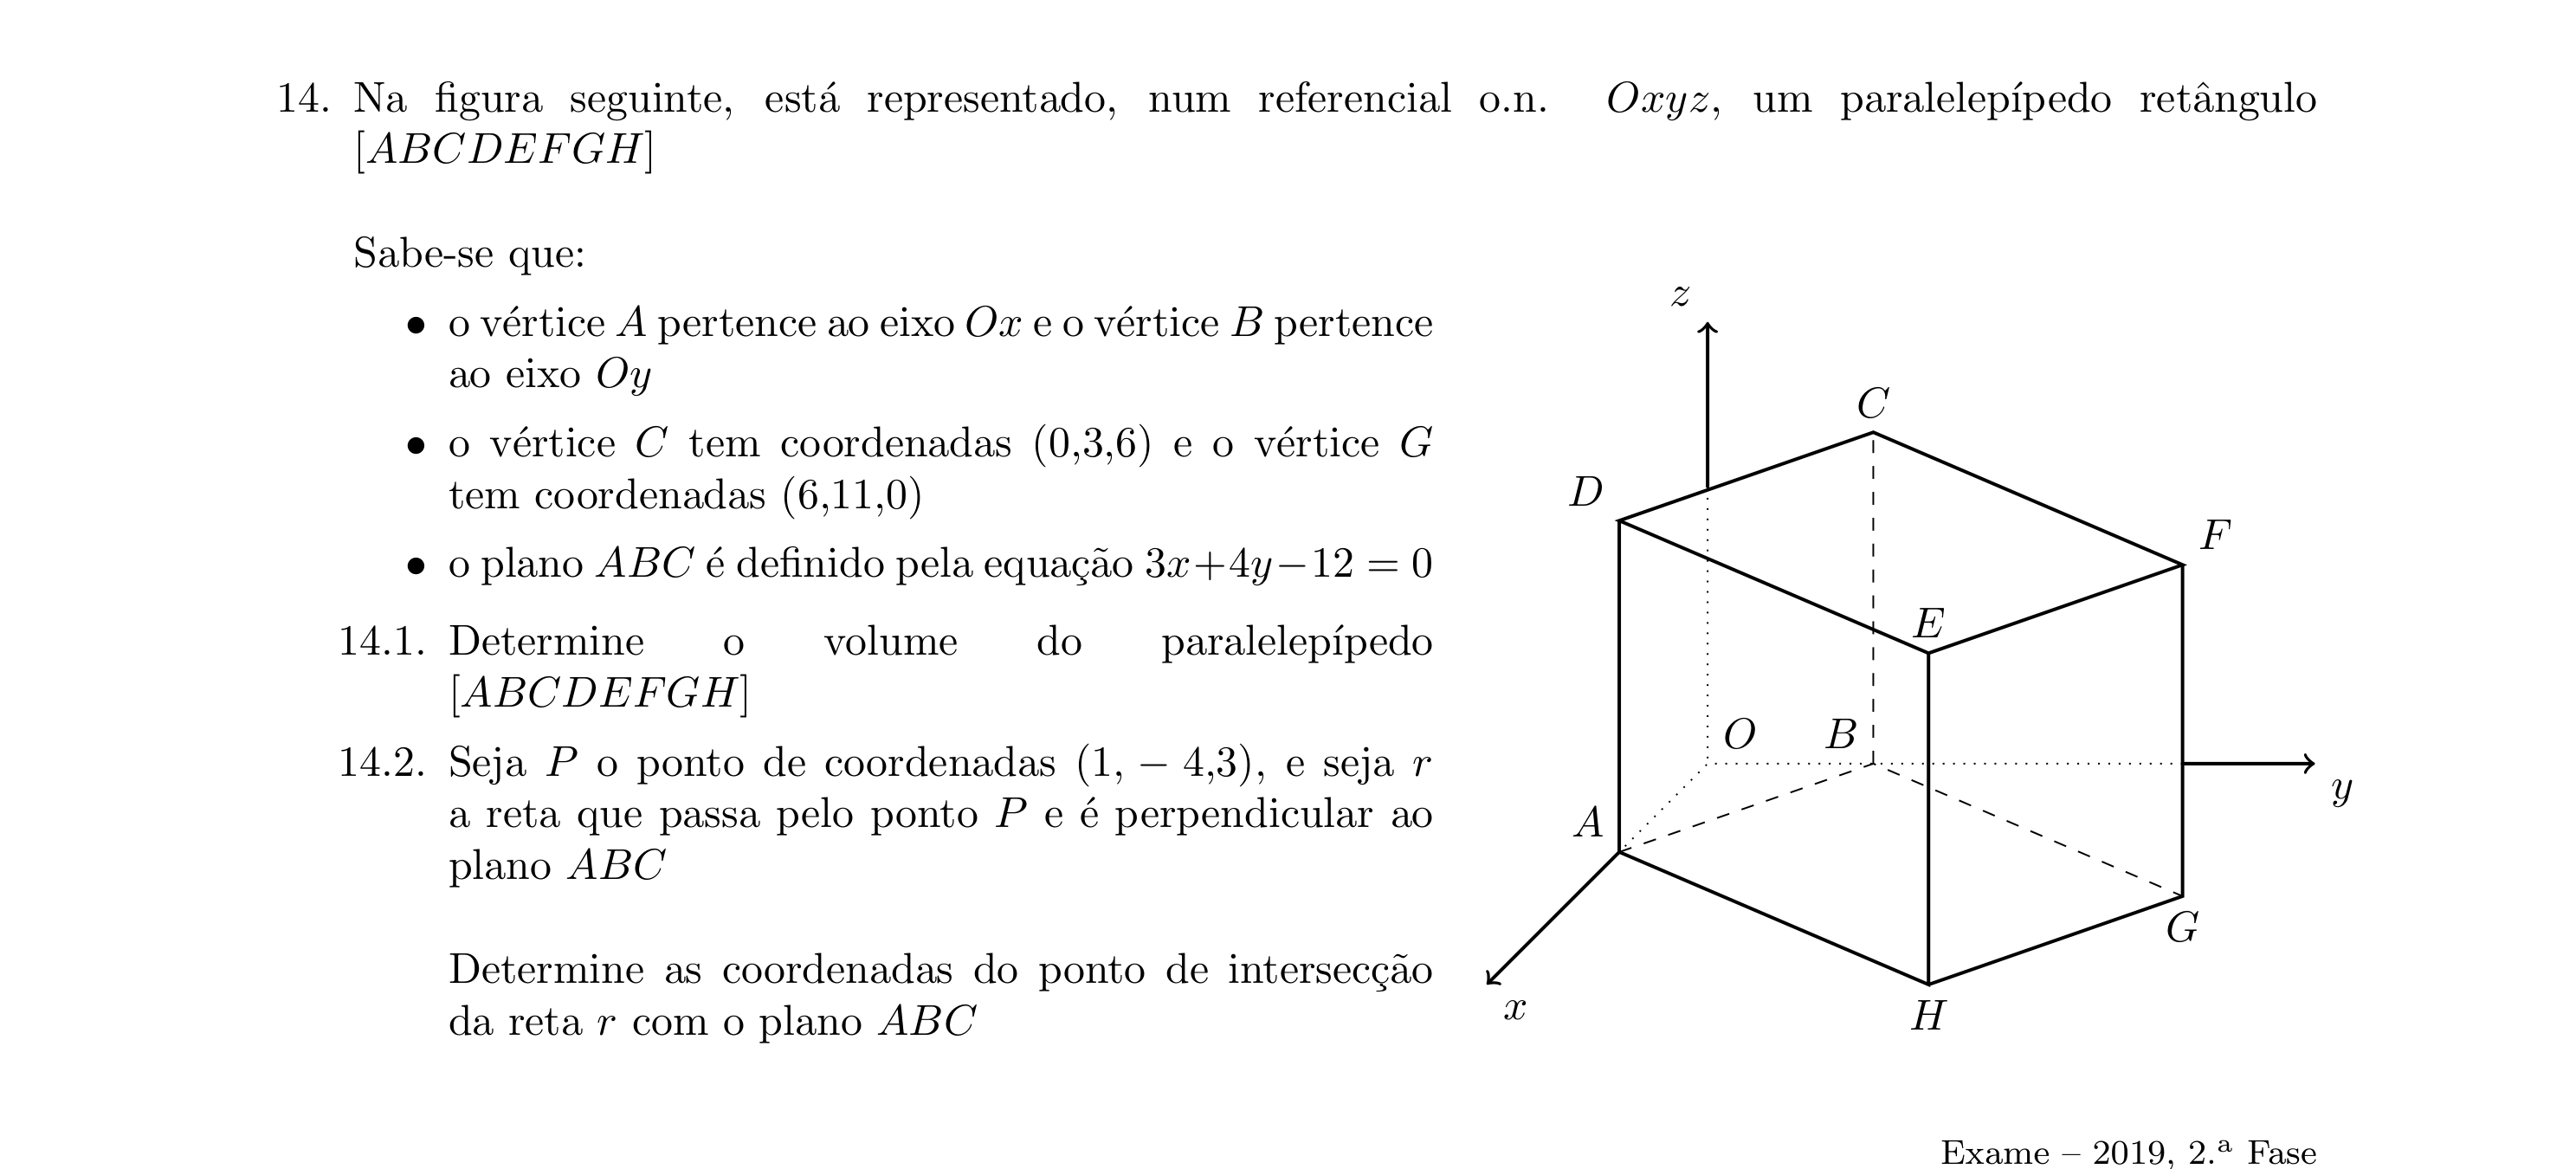 14. Na figura seguinte, está representado, num referencial o.n. Oxyz, um paralelepípedo retângulo
[ABCDEFGH]
Sabe-se que:
• o vértice A pertence ao eixo Ox e o vértice B pertence
ao eixo Oy
• o vértice C tem coordenadas (0,3,6) e o vértice G
tem coordenadas (6,11,0)
• o plano ABC é definido pela equação 3x+4y−12 = 0
14.1. Determine o volume do paralelepípedo
[ABCDEFGH]
14.2. Seja P o ponto de coordenadas (1, − 4,3), e seja r
a reta que passa pelo ponto P e é perpendicular ao
plano ABC
Determine as coordenadas do ponto de intersecção
da reta r com o plano ABC
z
C
D
F
E
O
B
y
A
G
x
H
Exame – 2019, 2.ª Fase